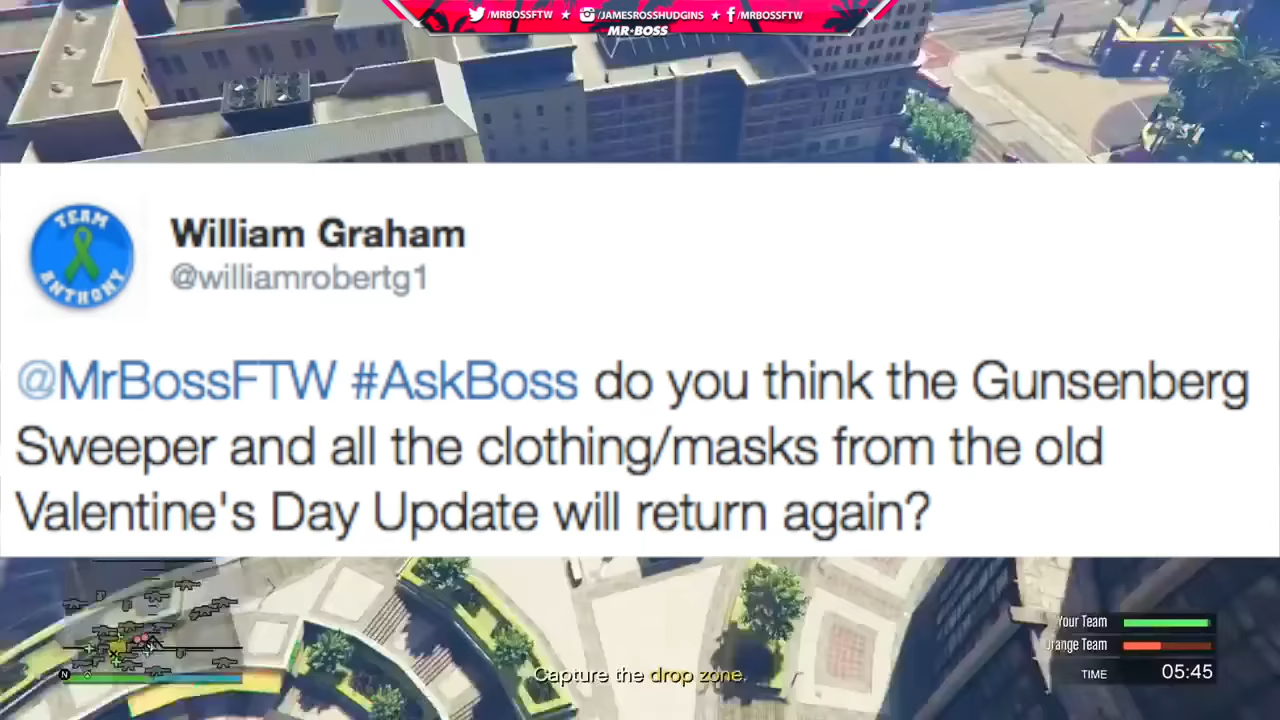 /MRBOSSFTW ★ /JAMESROSSHUDGINS ★ /MRBOSSFTW
MR·BOSS
TEAM
ANTHONY
William Graham
@williamrobertg1
@MrBossFTW #AskBoss do you think the Gunsenberg
Sweeper and all the clothing/masks from the old
Valentine's Day Update will return again?
Your Team
Orange Team
TIME 05:45
Capture the drop zone.
N